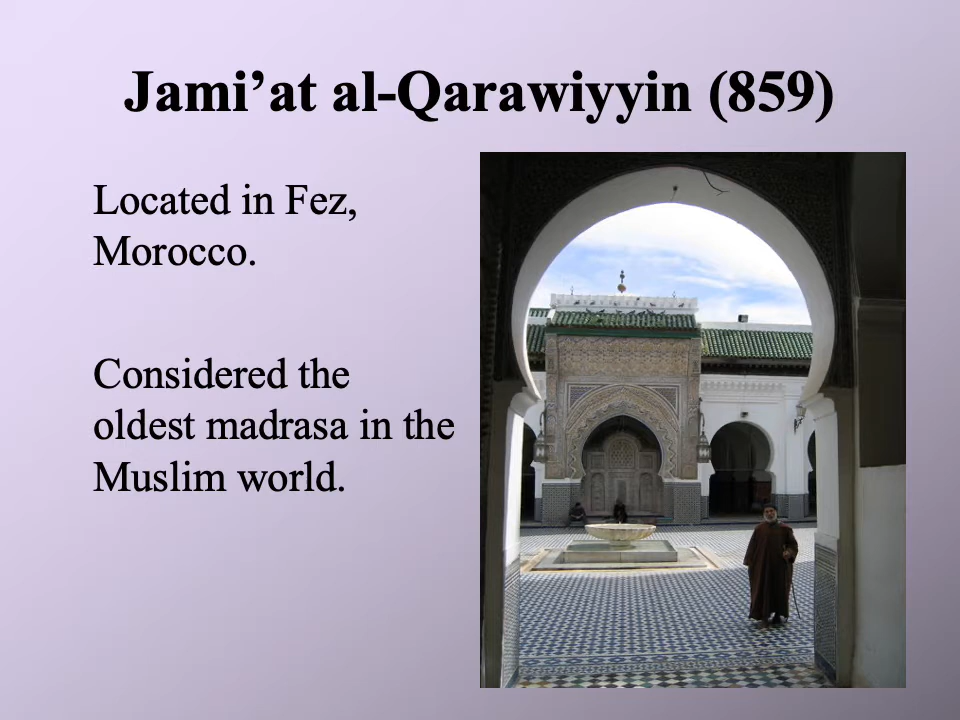 Jami’at al-Qarawiyyin (859)
Located in Fez,
Morocco.
Considered the
oldest madrasa in the
Muslim world.